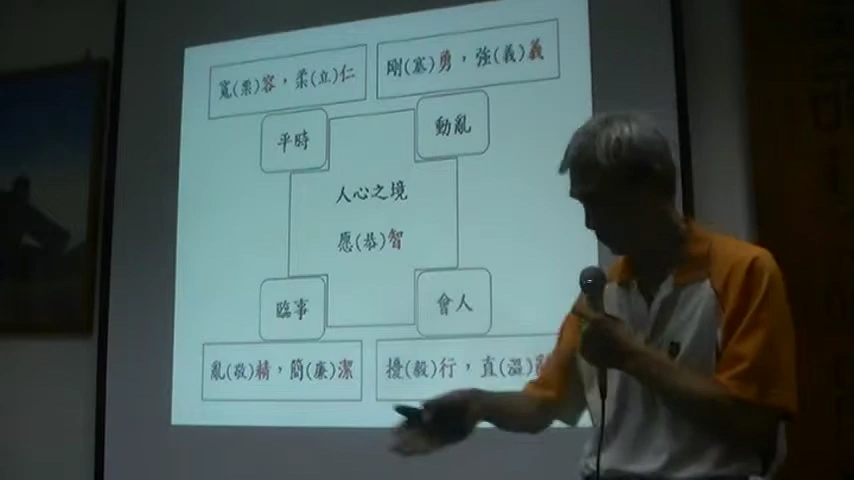 寬(栗)容，柔(立)仁
剛(塞)勇，強(義)義
平時
動亂
人心之境
愿(恭)智
臨事
會人
亂(敬)精，簡(廉)潔
擾(毅)行，直(溫)